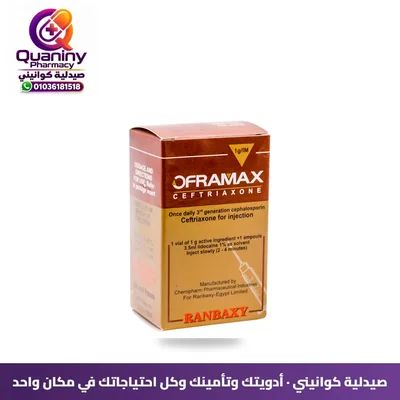 Quaniny
Pharmacy
صيدلية كوانيني
01036181518
1g/IM
OFRAMAX
CEFTRIAXONE
Once daily 3rd generation cephalosporin
Ceftriaxone for injection
1 vial of 1 g active ingredient +1 ampoule
3.5ml lidocaine 1% as solvent
Inject slowly (2 - 4 minutes)
Manufactured by
Chemipharm Pharmaceutical Industries
For Ranbaxy-Egypt Limited
RANBAXY
صيدلية كوانيني - أدويتك وتأمينك وكل احتياجاتك في مكان واحد